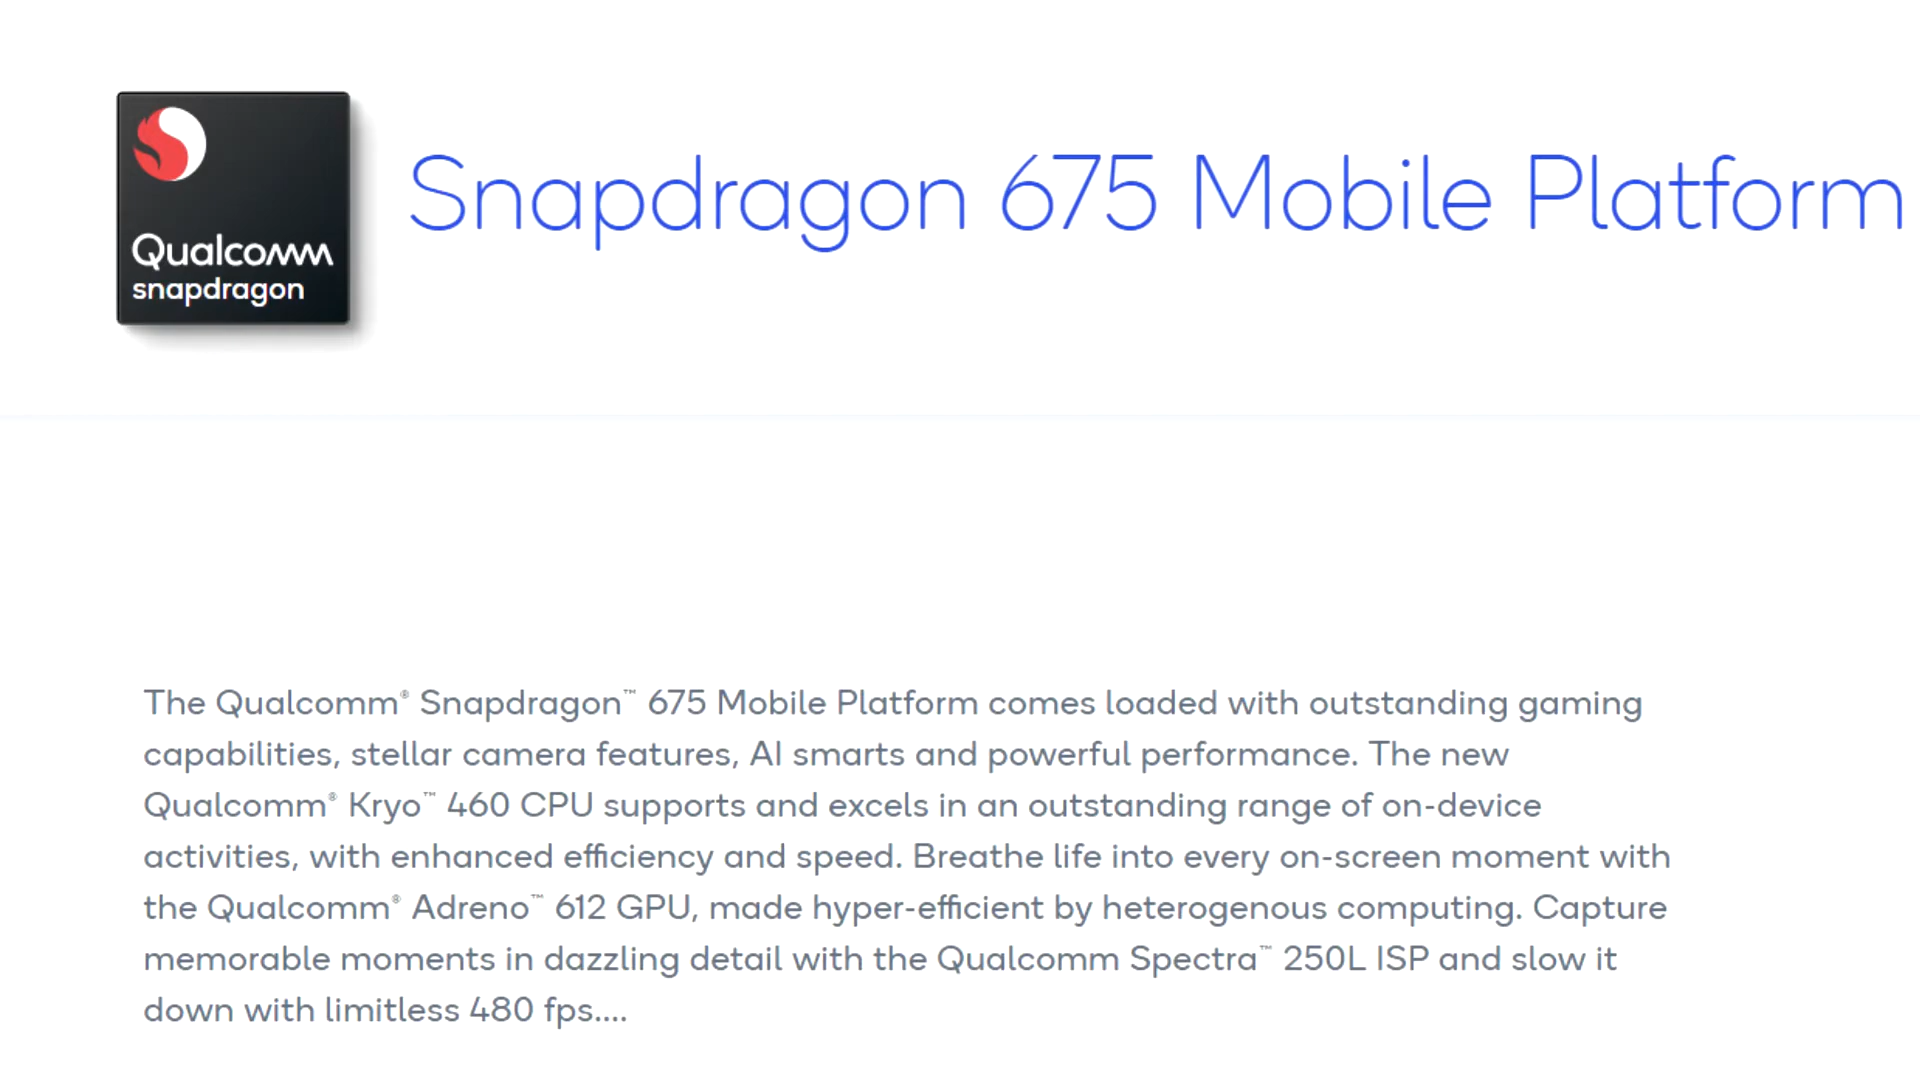 Qualcomm
snapdragon
Snapdragon 675 Mobile Platform
The Qualcomm® Snapdragon™ 675 Mobile Platform comes loaded with outstanding gaming
capabilities, stellar camera features, AI smarts and powerful performance. The new
Qualcomm® Kryo™ 460 CPU supports and excels in an outstanding range of on-device
activities, with enhanced efficiency and speed. Breathe life into every on-screen moment with
the Qualcomm® Adreno™ 612 GPU, made hyper-efficient by heterogenous computing. Capture
memorable moments in dazzling detail with the Qualcomm Spectra™ 250L ISP and slow it
down with limitless 480 fps....